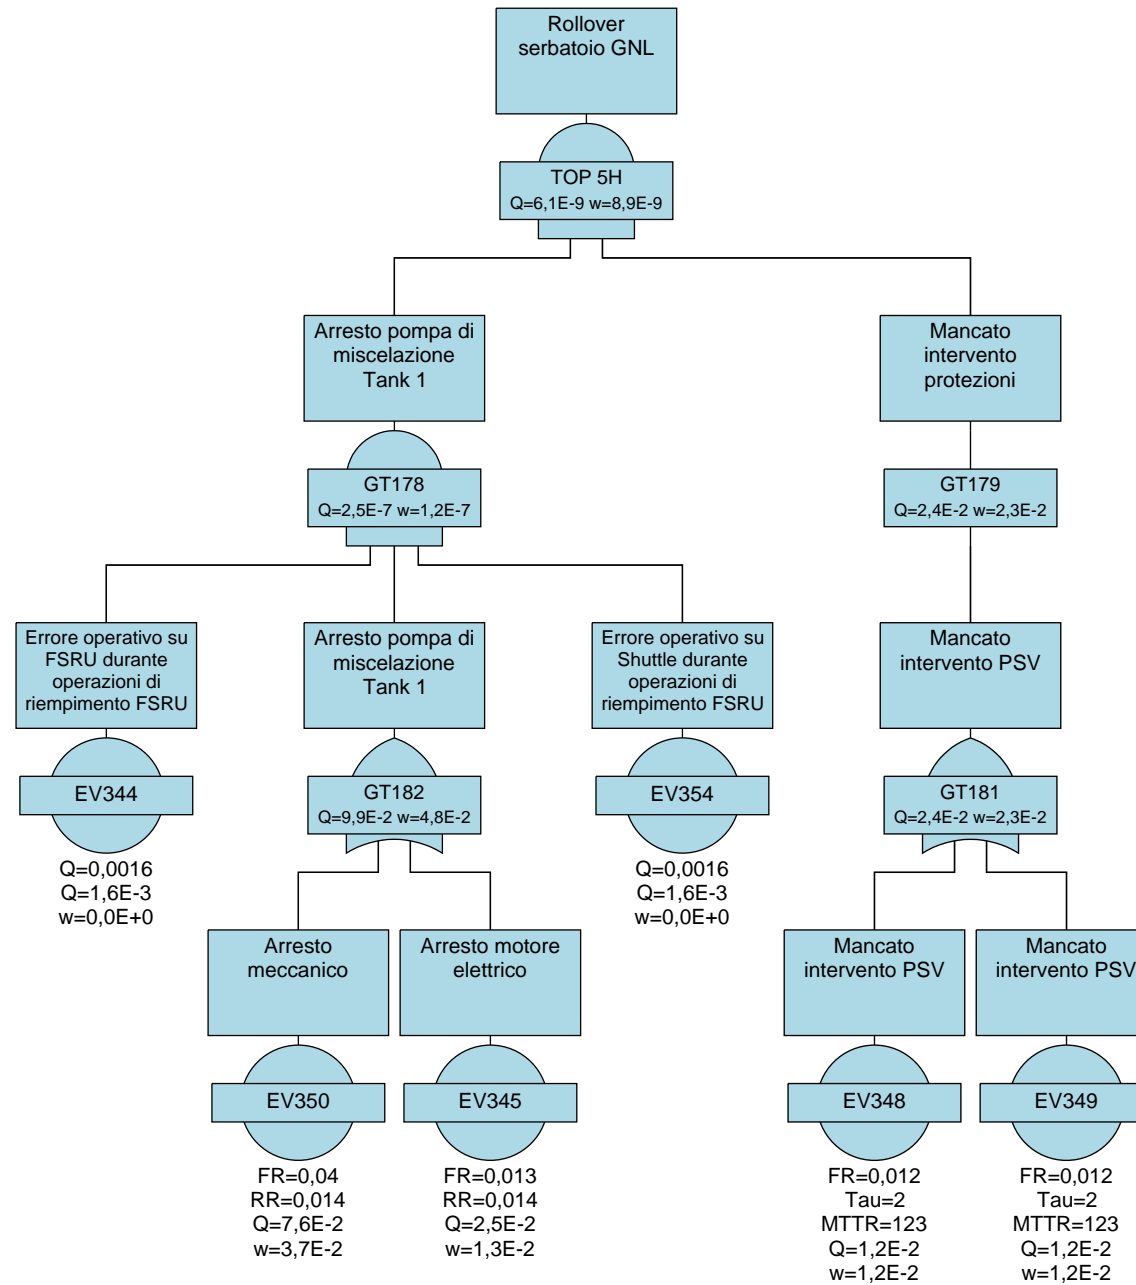 Rollover
serbatoio GNL
TOP 5H
Q=6,1E-9 w=8,9E-9
Arresto pompa di
miscelazione
Tank 1
Mancato
intervento
protezioni
GT178
Q=2,5E-7 w=1,2E-7
GT179
Q=2,4E-2 w=2,3E-2
Errore operativo su
FSRU durante
operazioni di
riempimento FSRU
Arresto pompa di
miscelazione
Tank 1
Errore operativo su
Shuttle durante
operazioni di
riempimento FSRU
Mancato
intervento PSV
EV344
Q=0,0016
Q=1,6E-3
w=0,0E+0
GT182
Q=9,9E-2 w=4,8E-2
EV354
Q=0,0016
Q=1,6E-3
w=0,0E+0
GT181
Q=2,4E-2 w=2,3E-2
Arresto
meccanico
Arresto motore
elettrico
Mancato
intervento PSV
Mancato
intervento PSV
EV350
FR=0,04
RR=0,014
Q=7,6E-2
w=3,7E-2
EV345
FR=0,013
RR=0,014
Q=2,5E-2
w=1,3E-2
EV348
FR=0,012
Tau=2
MTTR=123
Q=1,2E-2
w=1,2E-2
EV349
FR=0,012
Tau=2
MTTR=123
Q=1,2E-2
w=1,2E-2